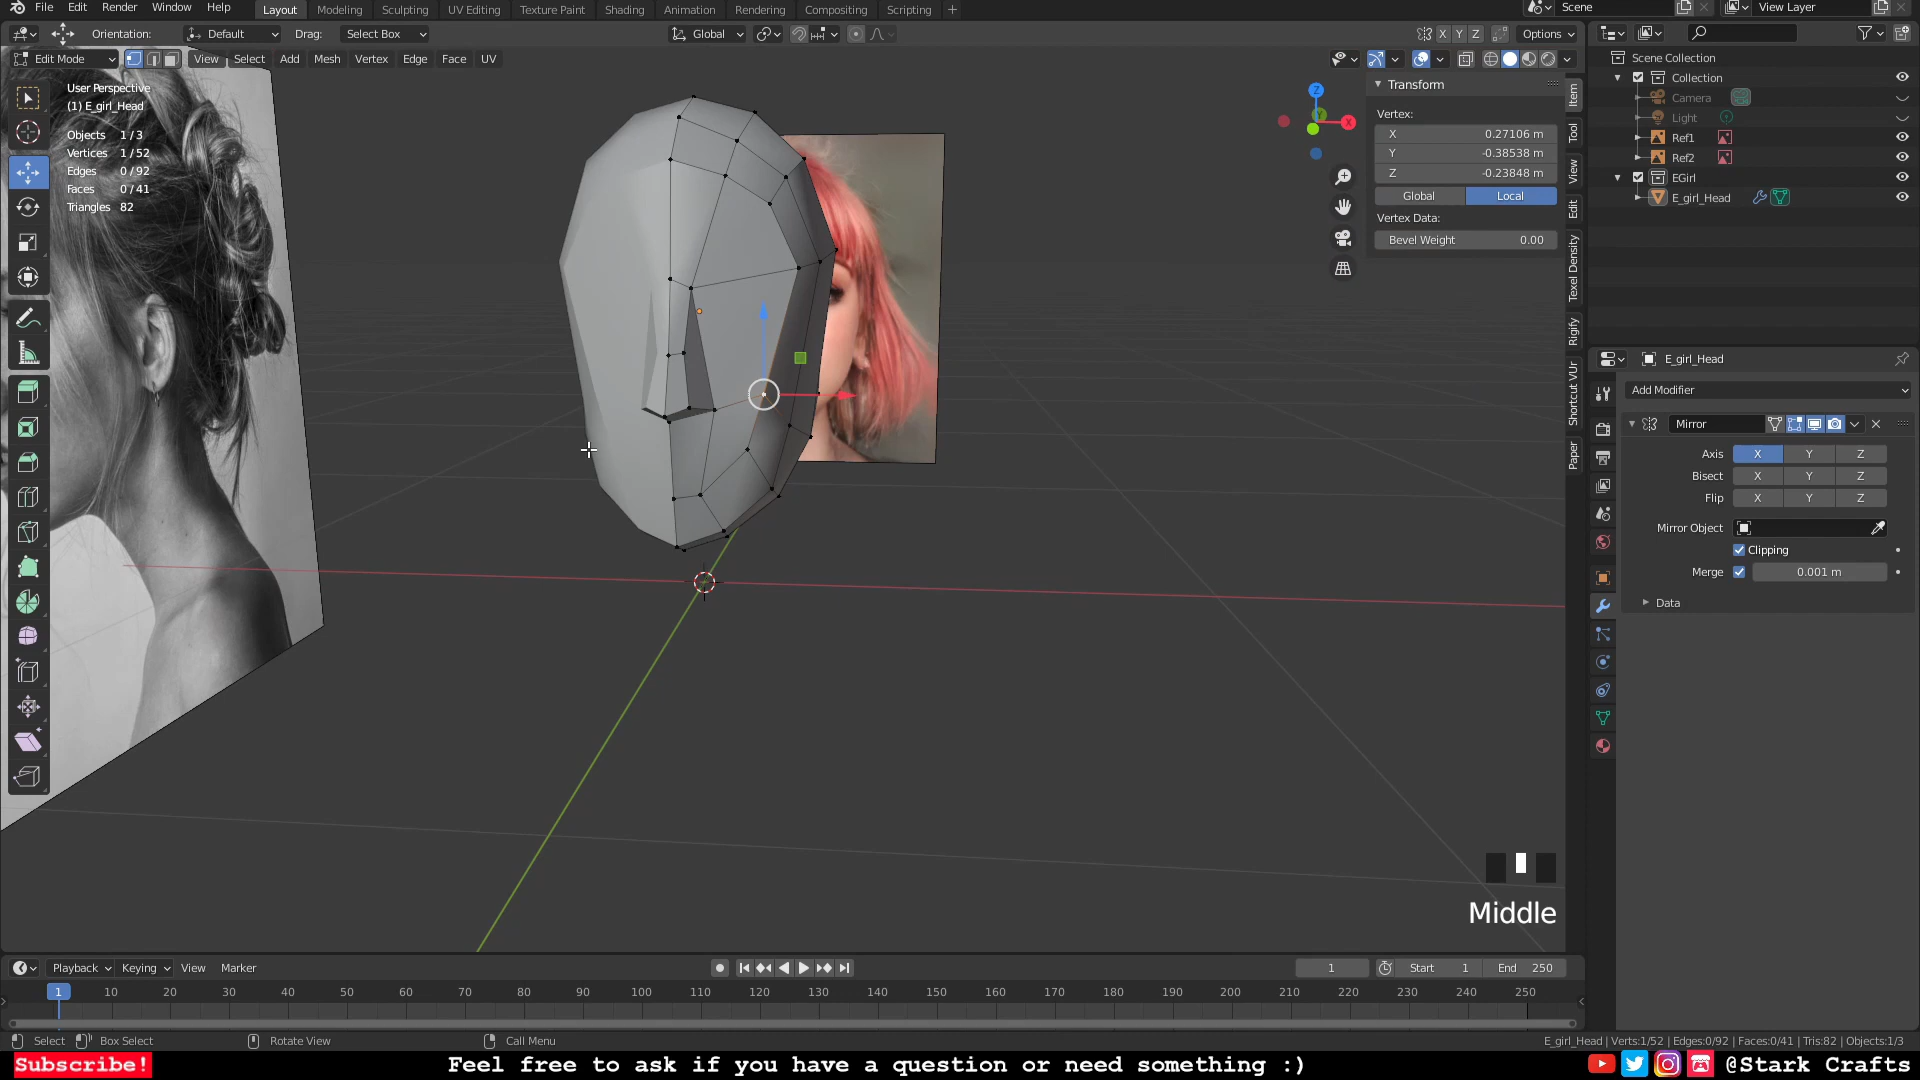 File Edit Render Window Help Layout Modeling Sculpting UV Editing Texture Paint Shading Animation Rendering Compositing Scripting + Scene View Layer
Orientation: Default Drag: Select Box Global X Y Z Options
Edit Mode View Select Add Mesh Vertex Edge Face UV
User Perspective
(1) E_girl_Head
Objects 1/3
Vertices 1/52
Edges 0/92
Faces 0/41
Triangles 82
Z
X
Transform
Vertex:
X 0.27106 m
Y -0.38538 m
Z -0.23848 m
Global Local
Vertex Data:
Bevel Weight 0.00
Item
Tool
View
Edit
Texel Density
Rigify
Shortcut VUr
Paper
Scene Collection
Collection
Camera
Light
Ref1
Ref2
EGirl
E_girl_Head
E_girl_Head
Add Modifier
Mirror
Axis X Y Z
Bisect X Y Z
Flip X Y Z
Mirror Object
Clipping
Merge 0.001 m
Data
Middle
Playback Keying View Marker 1 Start 1 End 250
1 10 20 30 40 50 60 70 80 90 100 110 120 130 140 150 160 170 180 190 200 210 220 230 240 250
Select Box Select Rotate View Call Menu E_girl_Head | Verts:1/52 | Edges:0/92 | Faces:0/41 | Tris:82 | Objects:1/3
Subscribe! Feel free to ask if you have a question or need something :) @Stark Crafts